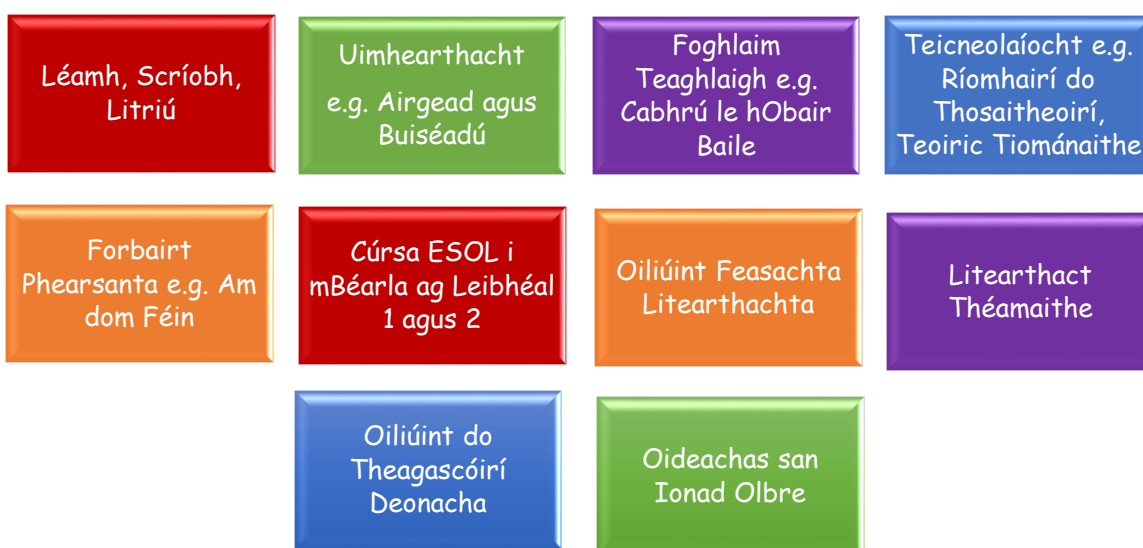 Léamh, Scríobh,
Litriú
Uimhearthacht
e.g. Airgead agus
Buiséadú
Foghlaim
Teaghlaigh e.g.
Cabhrú le hObair
Baile
Teicneolaíocht e.g.
Ríomhairí do
Thosaitheoirí,
Teoiric Tiománaithe
Forbairt
Phearsanta e.g. Am
dom Féin
Cúrsa ESOL i
mBéarla ag Leibhéal
1 agus 2
Oiliúint Feasachta
Litearthachta
Litearthact
Théamaithe
Oiliúint do
Theagascóirí
Deonacha
Oideachas san
Ionad Olbre